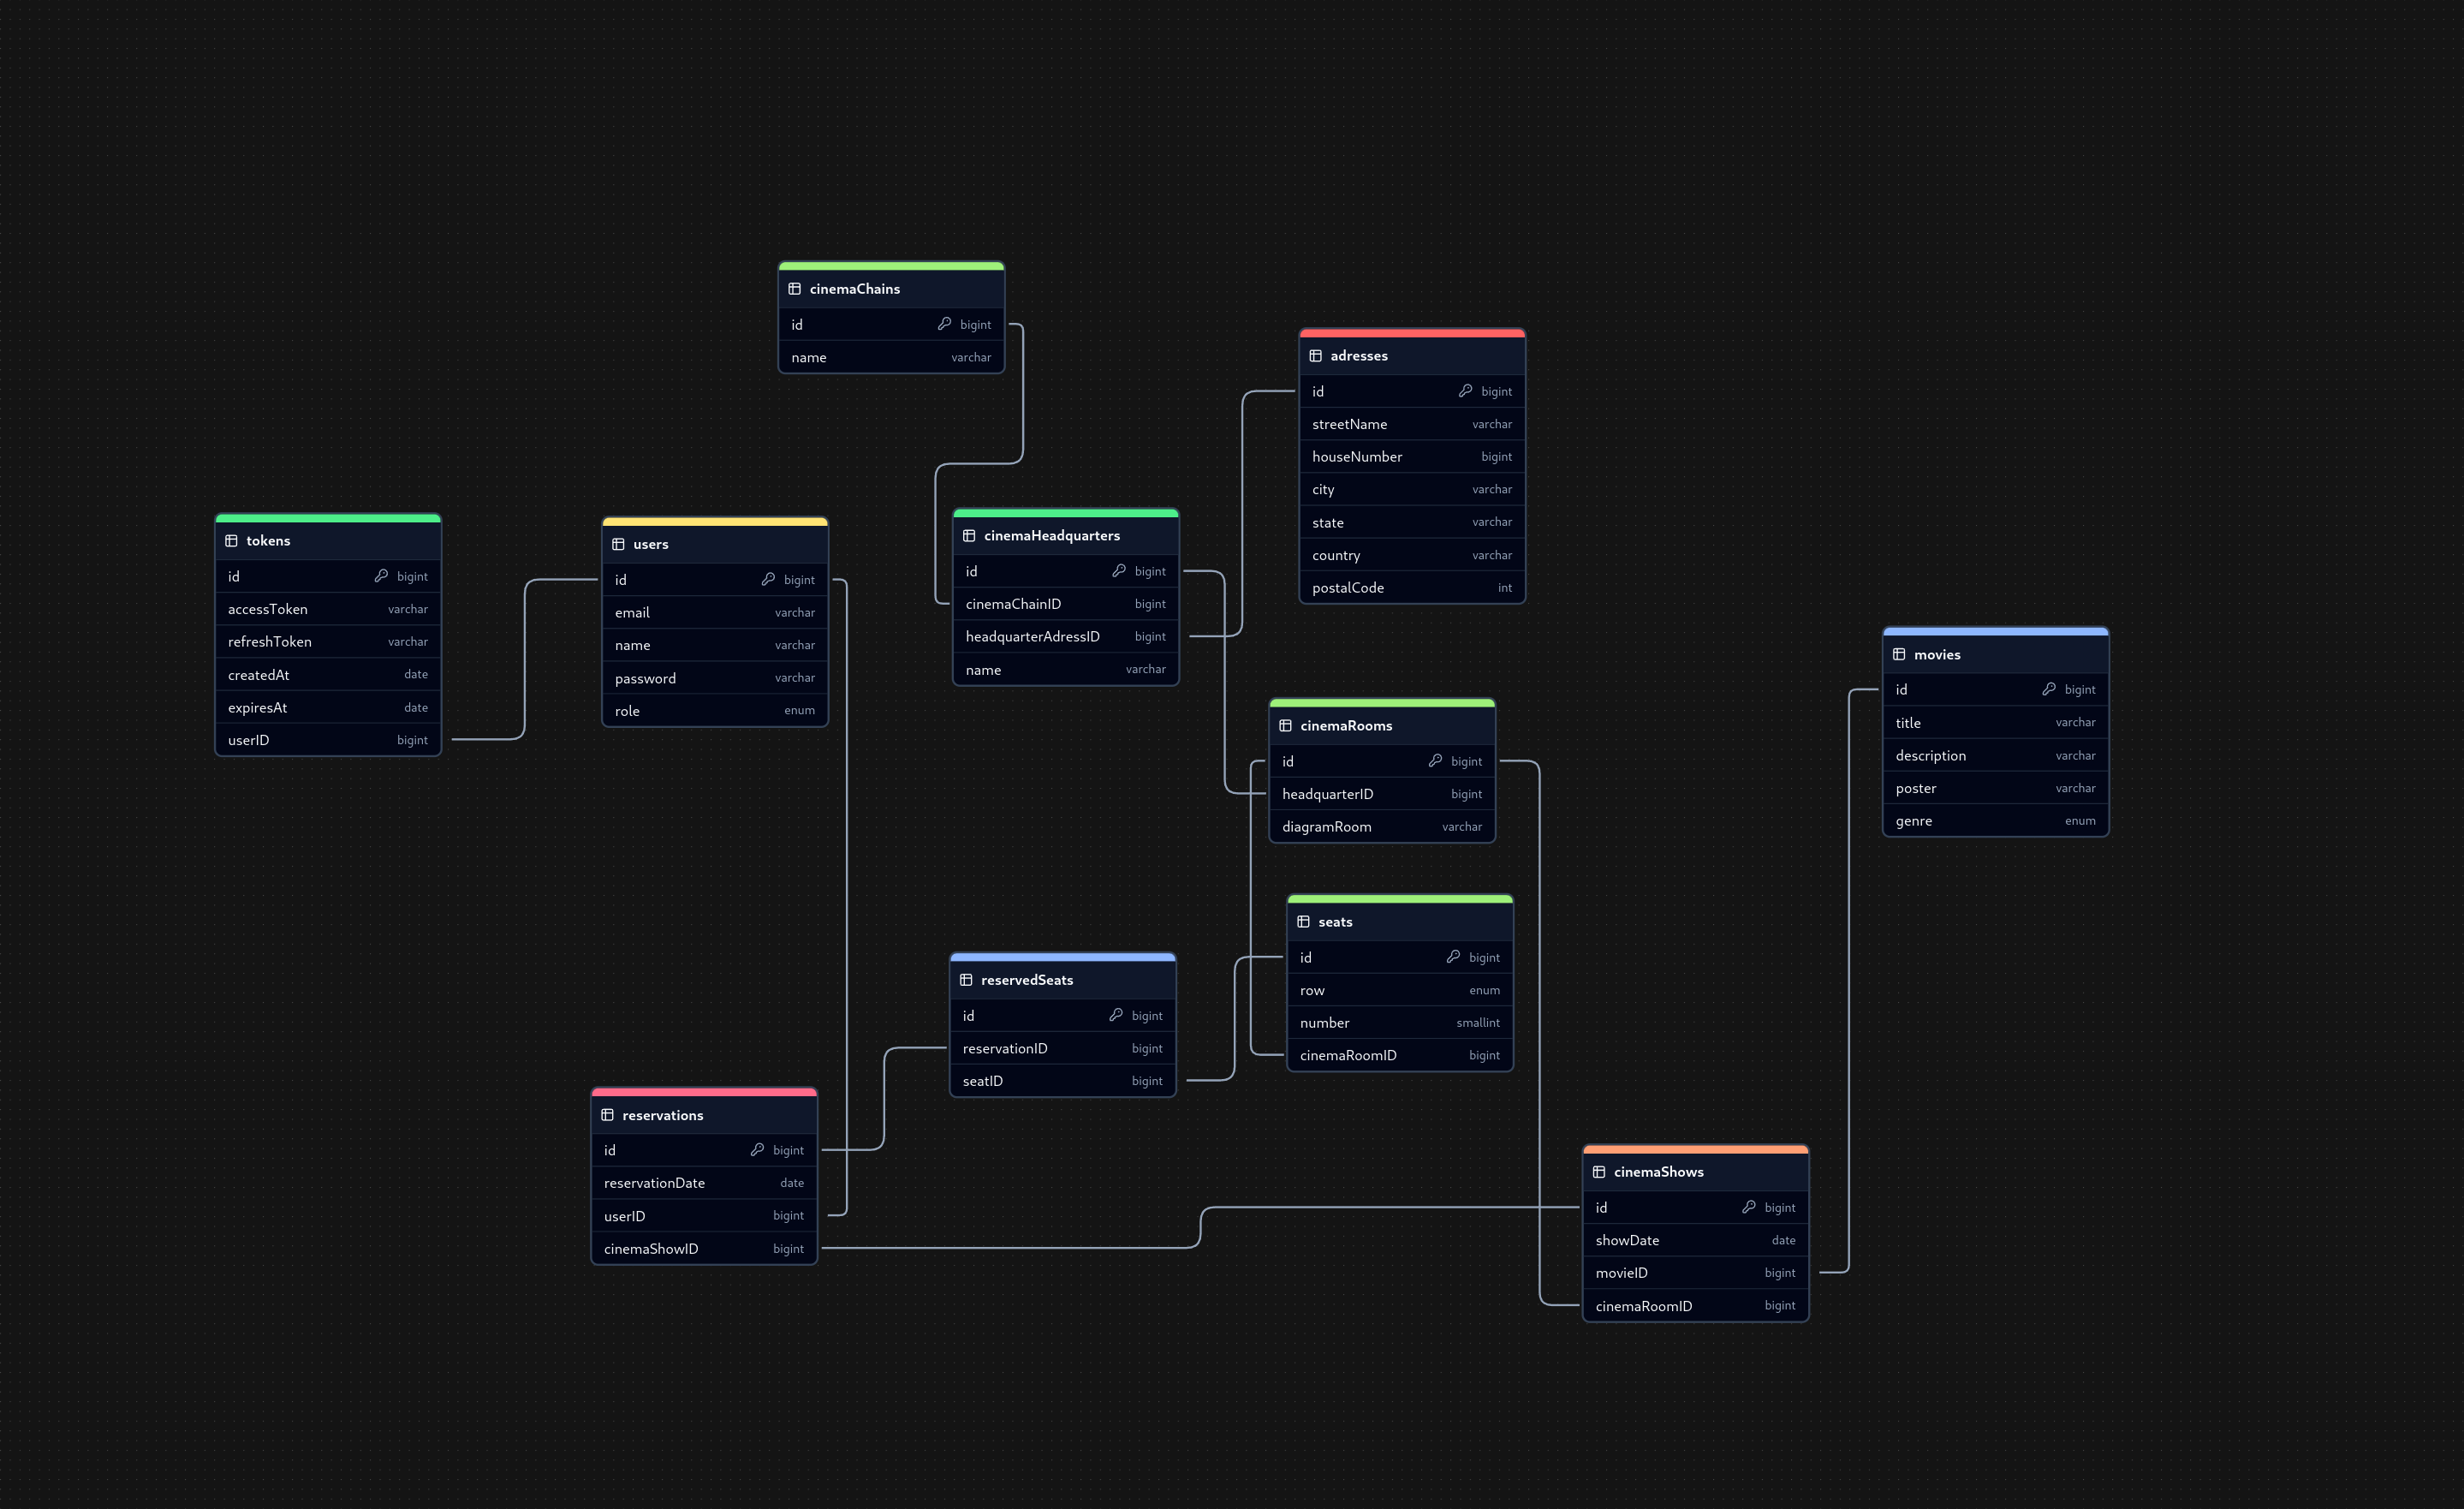 cinemaChains
id bigint
name varchar
adresses
id bigint
streetName varchar
houseNumber bigint
city varchar
state varchar
country varchar
postalCode int
tokens
id bigint
accessToken varchar
refreshToken varchar
createdAt date
expiresAt date
userID bigint
users
id bigint
email varchar
name varchar
password varchar
role enum
cinemaHeadquarters
id bigint
cinemaChainID bigint
headquarterAdressID bigint
name varchar
movies
id bigint
title varchar
description varchar
poster varchar
genre enum
cinemaRooms
id bigint
headquarterID bigint
diagramRoom varchar
seats
id bigint
row enum
number smallint
cinemaRoomID bigint
reservedSeats
id bigint
reservationID bigint
seatID bigint
reservations
id bigint
reservationDate date
userID bigint
cinemaShowID bigint
cinemaShows
id bigint
showDate date
movieID bigint
cinemaRoomID bigint